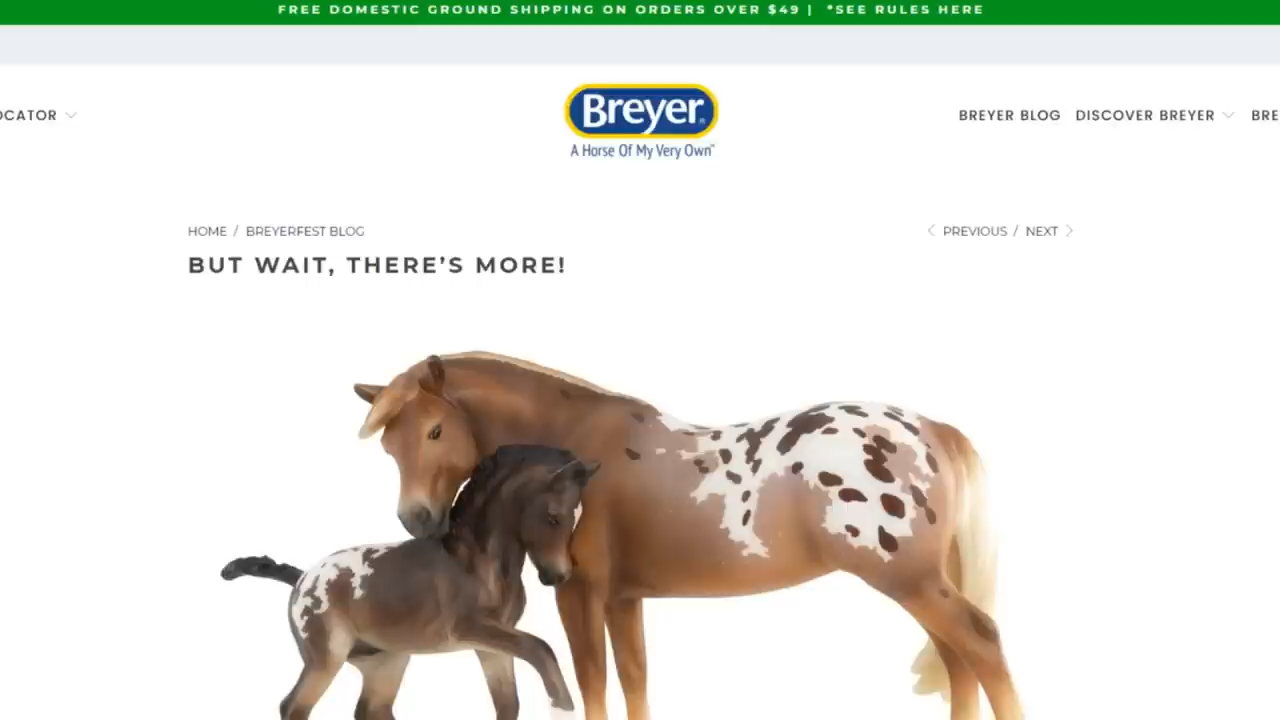 FREE DOMESTIC GROUND SHIPPING ON ORDERS OVER $49 | *SEE RULES HERE
OCATOR
Breyer®
A Horse Of My Very Own™
BREYER BLOG DISCOVER BREYER BRE
HOME / BREYERFEST BLOG
PREVIOUS / NEXT
BUT WAIT, THERE'S MORE!